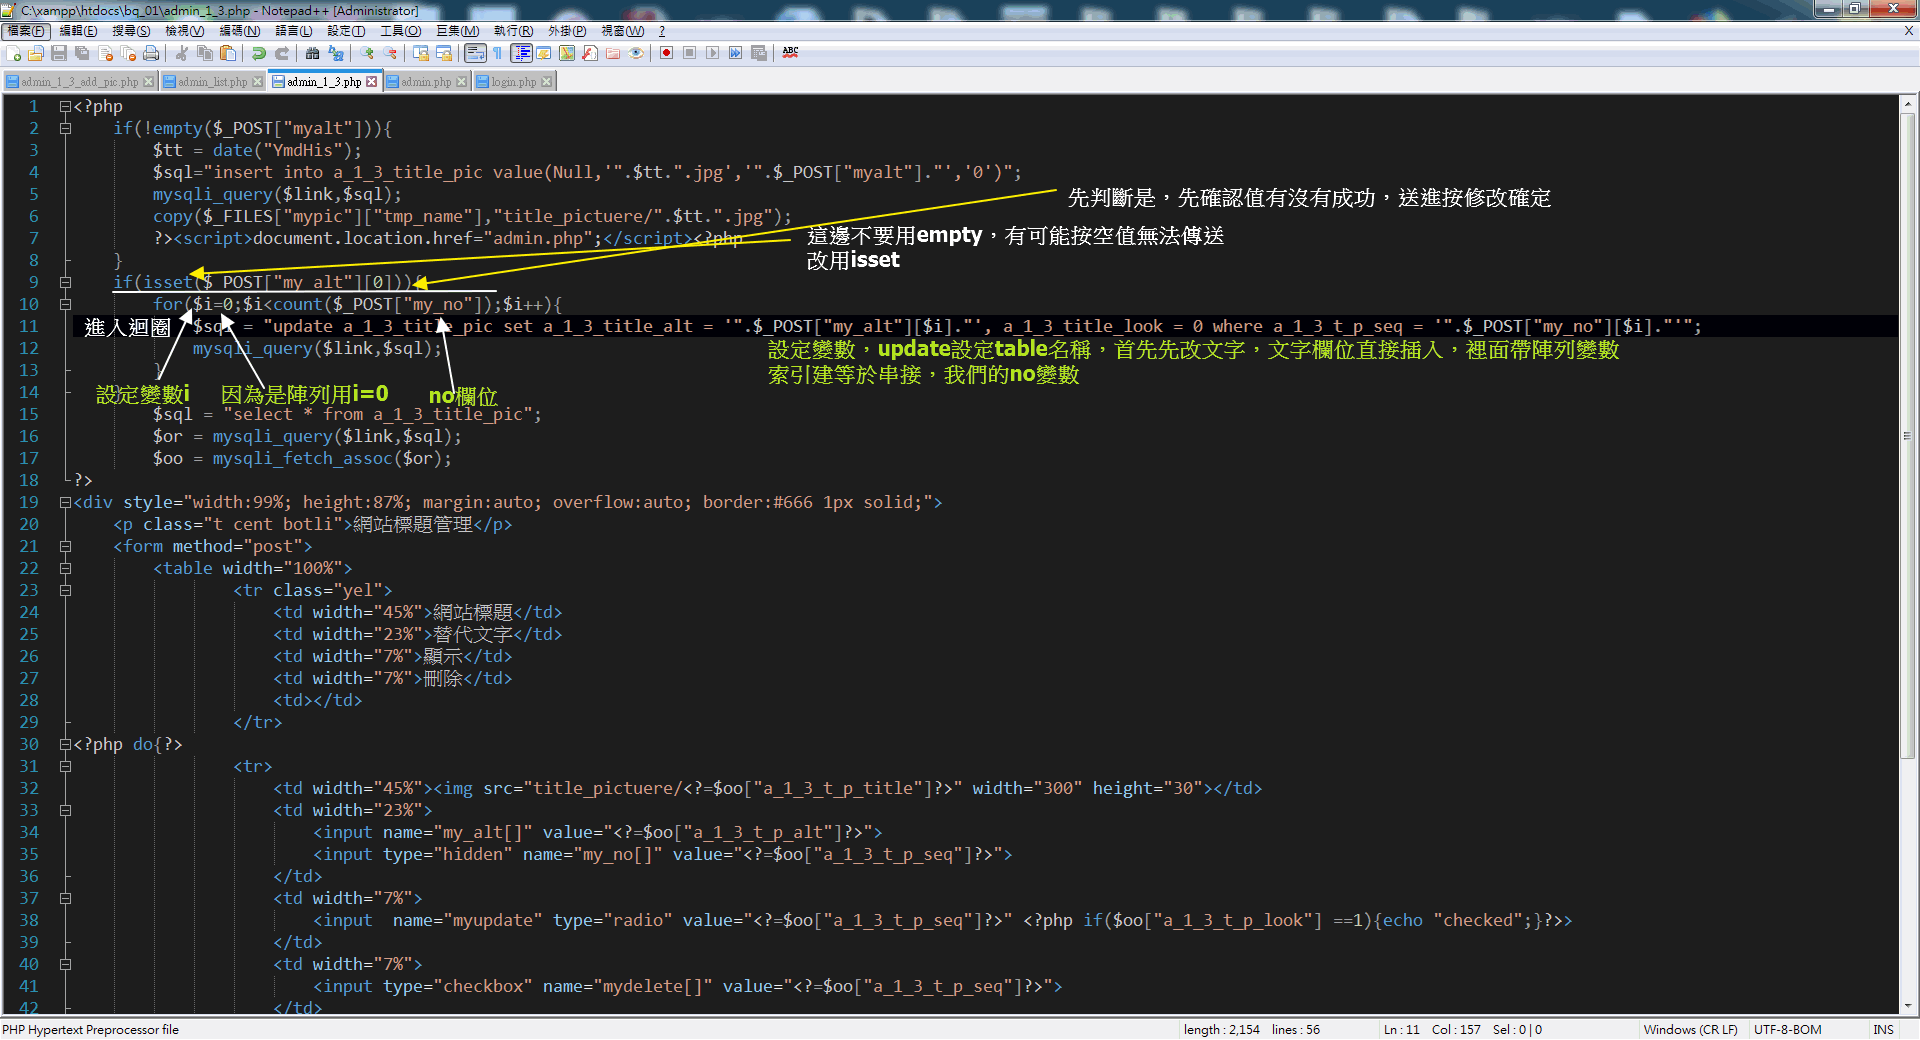 C:\xampp\htdocs\bq_01\admin_1_3.php - Notepad++ [Administrator]
檔案(F) 編輯(E) 搜尋(S) 檢視(V) 編碼(N) 語言(L) 設定(T) 工具(O) 巨集(M) 執行(R) 外掛(P) 視窗(W) ? X
admin_1_3_add_pic.php admin_list.php admin_1_3.php admin.php login.php
1 <?php
2 if(!empty($_POST["myalt"])){
3 $tt = date("YmdHis");
4 $sql="insert into a_1_3_title_pic value(Null,'".$tt.".jpg','".$_POST["myalt"]."','0')";
5 mysqli_query($link,$sql);
先判斷是，先確認值有沒有成功，送進按修改確定
6 copy($_FILES["mypic"]["tmp_name"],"title_pictuere/".$tt.".jpg");
7 ?><script>document.location.href="admin.php";</script><?php
這邊不要用empty，有可能按空值無法傳送
改用isset
8 }
9 if(isset($_POST["my_alt"][0])){
10 for($i=0;$i<count($_POST["my_no"]);$i++){
進入迴圈
11 $sql = "update a_1_3_title_pic set a_1_3_title_alt = '".$_POST["my_alt"][$i]."', a_1_3_title_look = 0 where a_1_3_t_p_seq = '".$_POST["my_no"][$i]."'";
12 mysqli_query($link,$sql);
設定變數，update設定table名稱，首先先改文字，文字欄位直接插入，裡面帶陣列變數
索引建等於串接，我們的no變數
13 }
14
設定變數i 因為是陣列用i=0 no欄位
15 $sql = "select * from a_1_3_title_pic";
16 $or = mysqli_query($link,$sql);
17 $oo = mysqli_fetch_assoc($or);
18 ?>
19 <div style="width:99%; height:87%; margin:auto; overflow:auto; border:#666 1px solid;">
20 <p class="t cent botli">網站標題管理</p>
21 <form method="post">
22 <table width="100%">
23 <tr class="yel">
24 <td width="45%">網站標題</td>
25 <td width="23%">替代文字</td>
26 <td width="7%">顯示</td>
27 <td width="7%">刪除</td>
28 <td></td>
29 </tr>
30 <?php do{?>
31 <tr>
32 <td width="45%"><img src="title_pictuere/<?=$oo["a_1_3_t_p_title"]?>" width="300" height="30"></td>
33 <td width="23%">
34 <input name="my_alt[]" value="<?=$oo["a_1_3_t_p_alt"]?>">
35 <input type="hidden" name="my_no[]" value="<?=$oo["a_1_3_t_p_seq"]?>">
36 </td>
37 <td width="7%">
38 <input  name="myupdate" type="radio" value="<?=$oo["a_1_3_t_p_seq"]?>" <?php if($oo["a_1_3_t_p_look"] ==1){echo "checked";}?>>
39 </td>
40 <td width="7%">
41 <input type="checkbox" name="mydelete[]" value="<?=$oo["a_1_3_t_p_seq"]?>">
42 </td>
PHP Hypertext Preprocessor file length : 2,154 lines : 56 Ln : 11 Col : 157 Sel : 0 | 0 Windows (CR LF) UTF-8-BOM INS